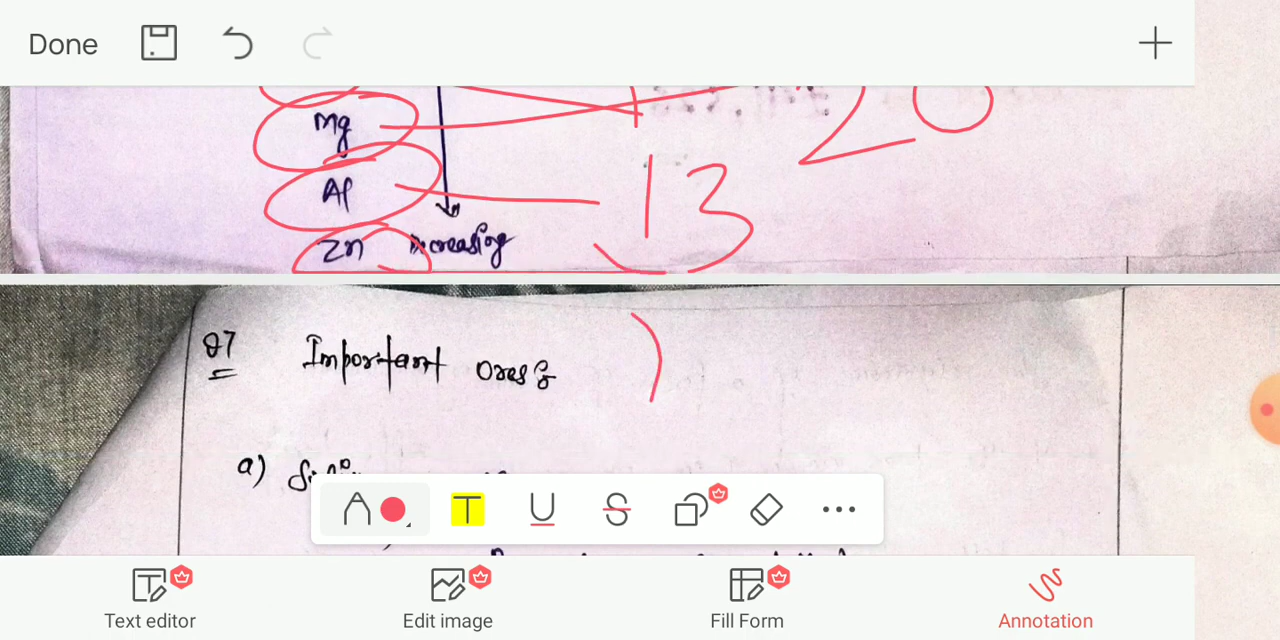 Done
Mg
20
Al
13
Zn increasing
Q7 Important Ores :-
a)
T
U
S
Text editor Edit image Fill Form Annotation